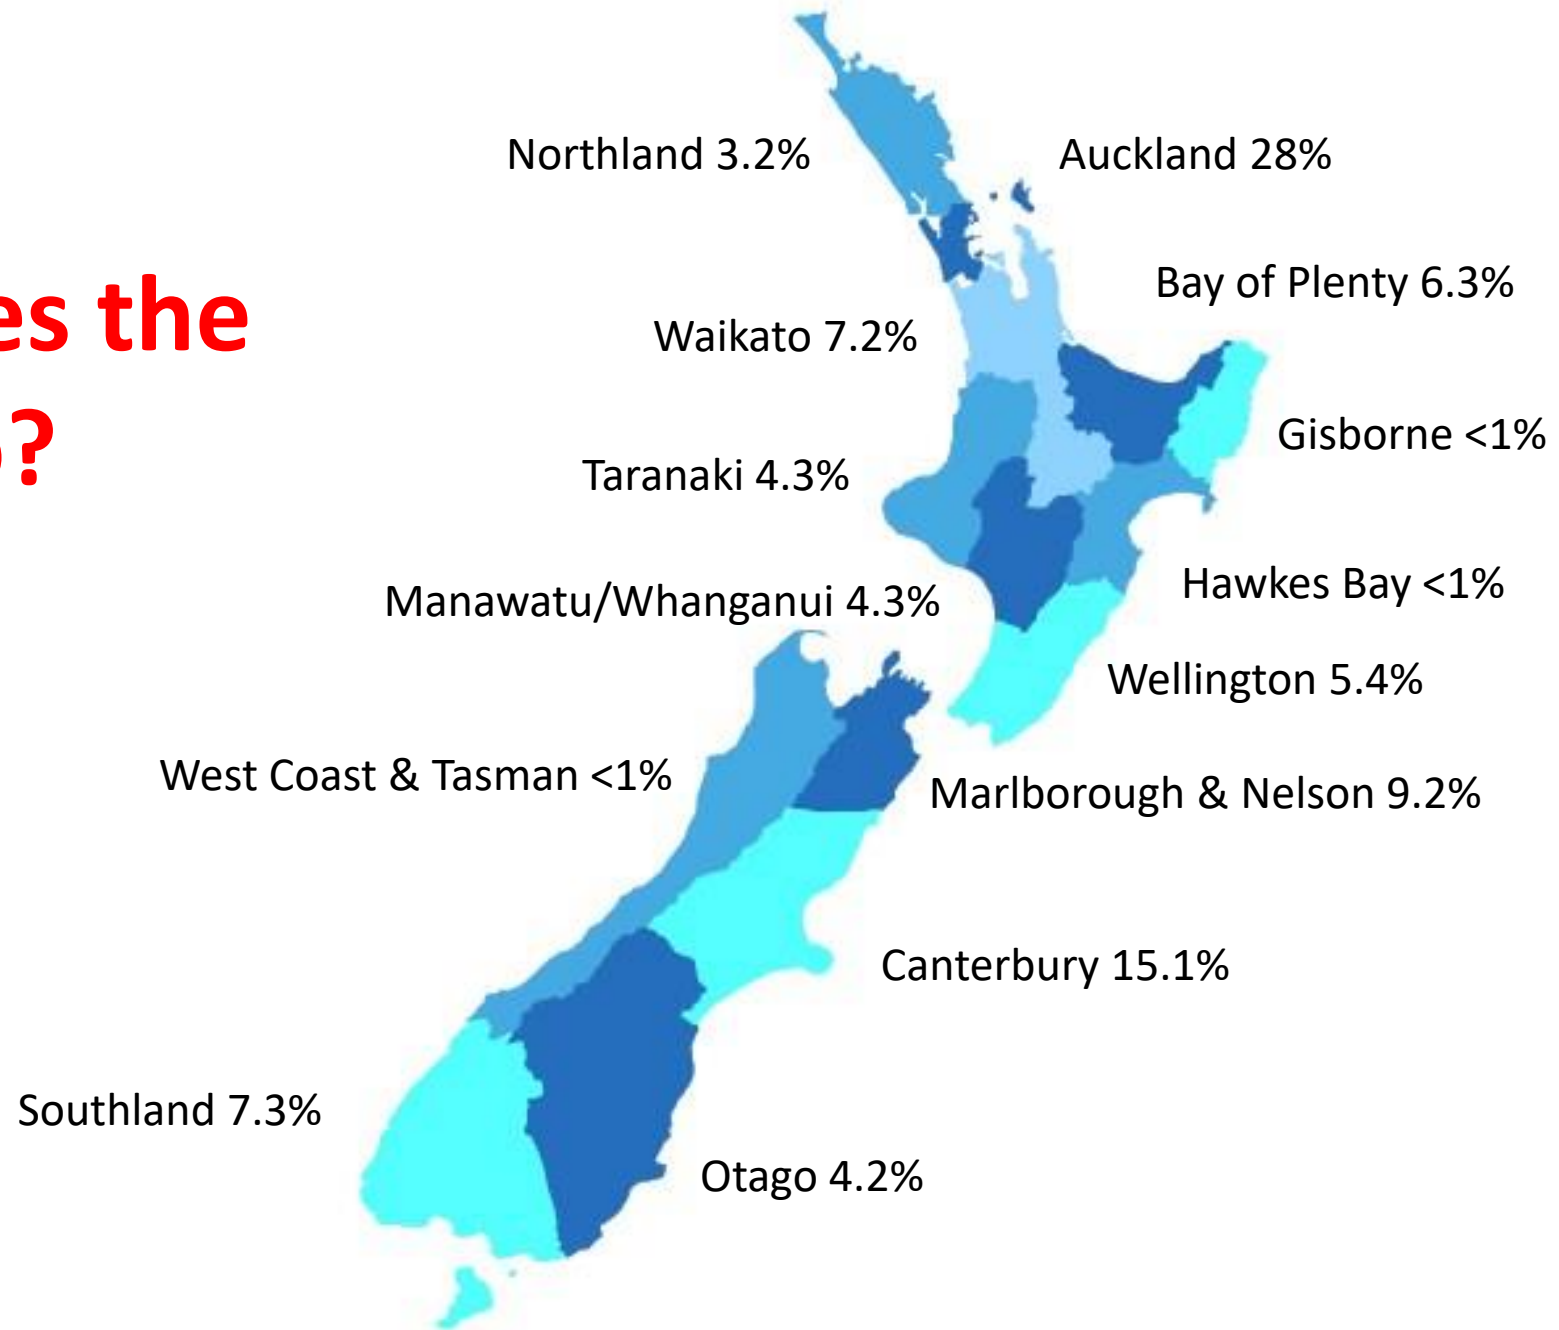 es the
?
Northland 3.2%
Auckland 28%
Bay of Plenty 6.3%
Waikato 7.2%
Gisborne <1%
Taranaki 4.3%
Hawkes Bay <1%
Manawatu/Whanganui 4.3%
Wellington 5.4%
West Coast & Tasman <1%
Marlborough & Nelson 9.2%
Canterbury 15.1%
Southland 7.3%
Otago 4.2%